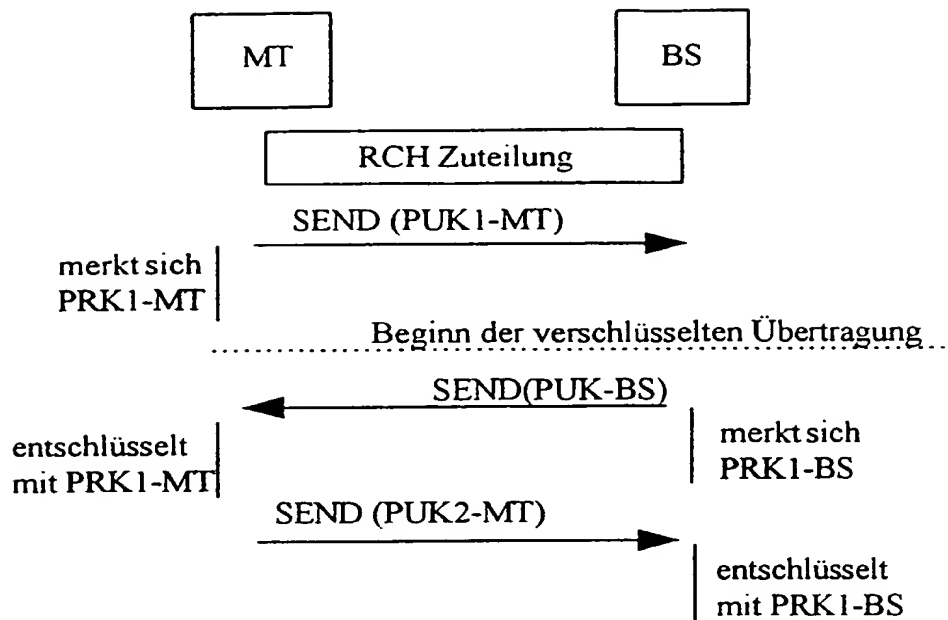 MT
BS
RCH Zuteilung
SEND (PUK1-MT)
merkt sich
PRK1-MT
Beginn der verschlüsselten Übertragung
SEND(PUK-BS)
entschlüsselt
mit PRK1-MT
merkt sich
PRK1-BS
SEND (PUK2-MT)
entschlüsselt
mit PRK1-BS